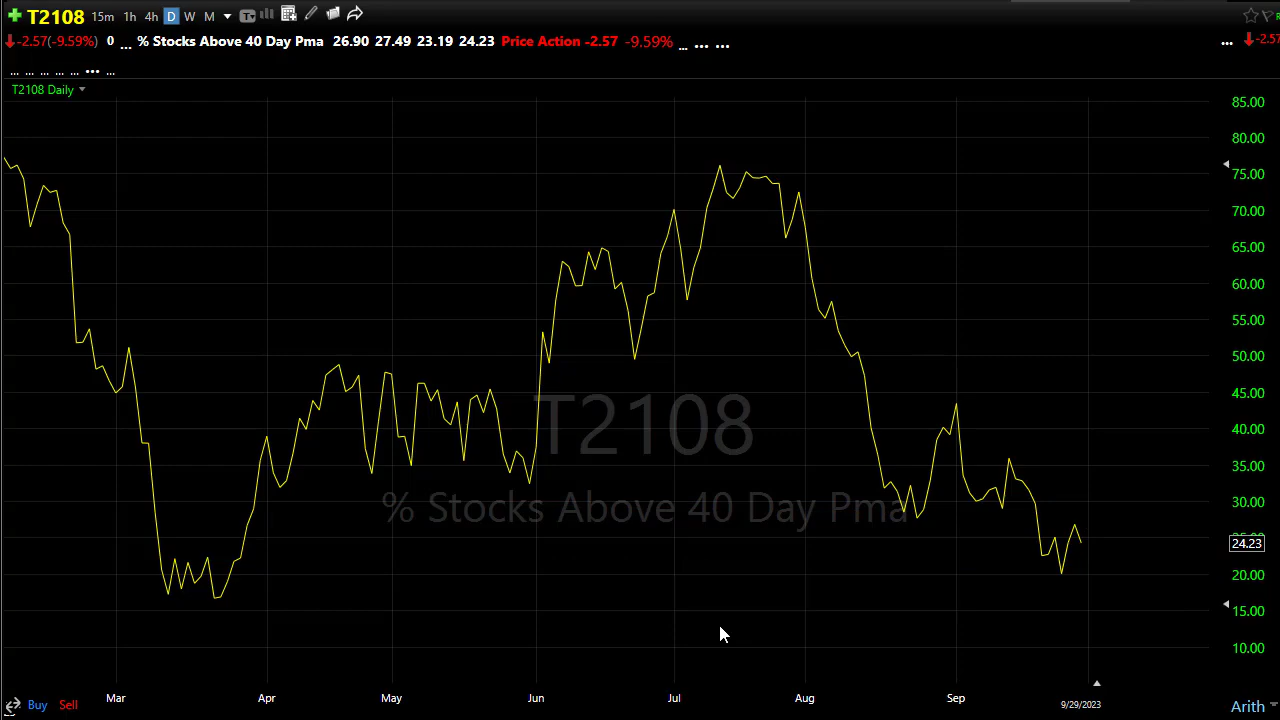 T2108 15m 1h 4h D W M
-2.57(-9.59%) 0 ... % Stocks Above 40 Day Pma 26.90 27.49 23.19 24.23 Price Action -2.57 -9.59% ... ... ... ... -2.57
... ... ... ... ... ... ...
T2108 Daily
85.00
80.00
75.00
70.00
65.00
60.00
55.00
50.00
45.00
T2108
40.00
35.00
% Stocks Above 40 Day Pma
30.00
24.23
20.00
15.00
10.00
Mar Apr May Jun Jul Aug Sep 9/29/2023
Buy Sell Arith